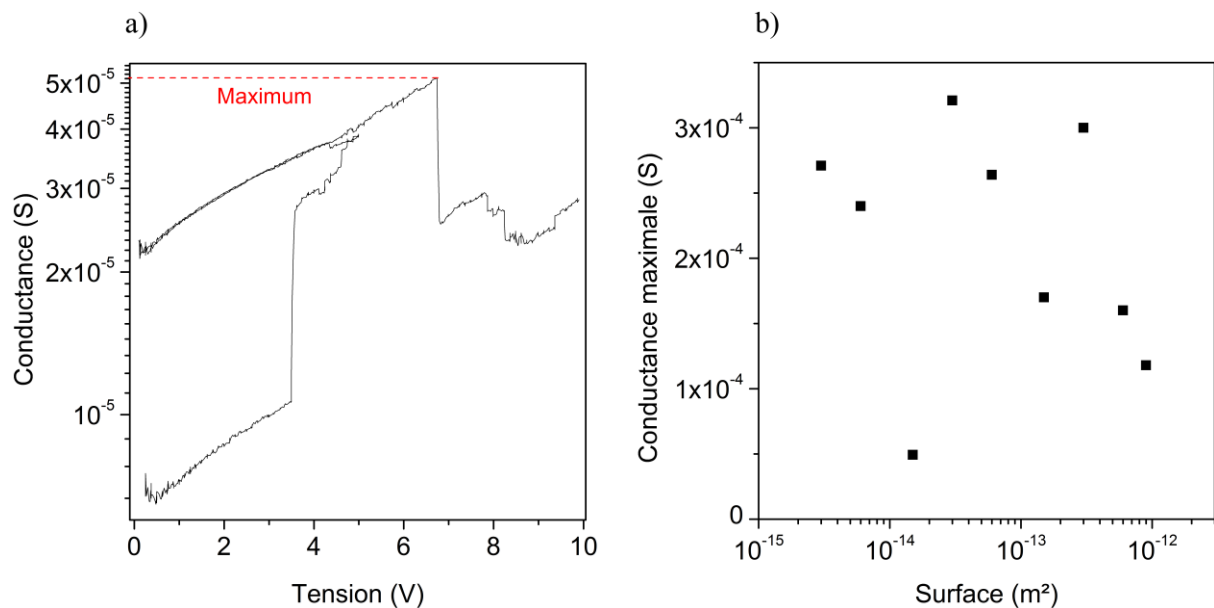 a)
5x10-5
Maximum
4x10-5
3x10-5
2x10-5
10-5
Conductance (S)
0
2
4
6
8
10
Tension (V)
b)
3x10-4
2x10-4
1x10-4
0
Conductance maximale (S)
10-15
10-14
10-13
10-12
Surface (m²)